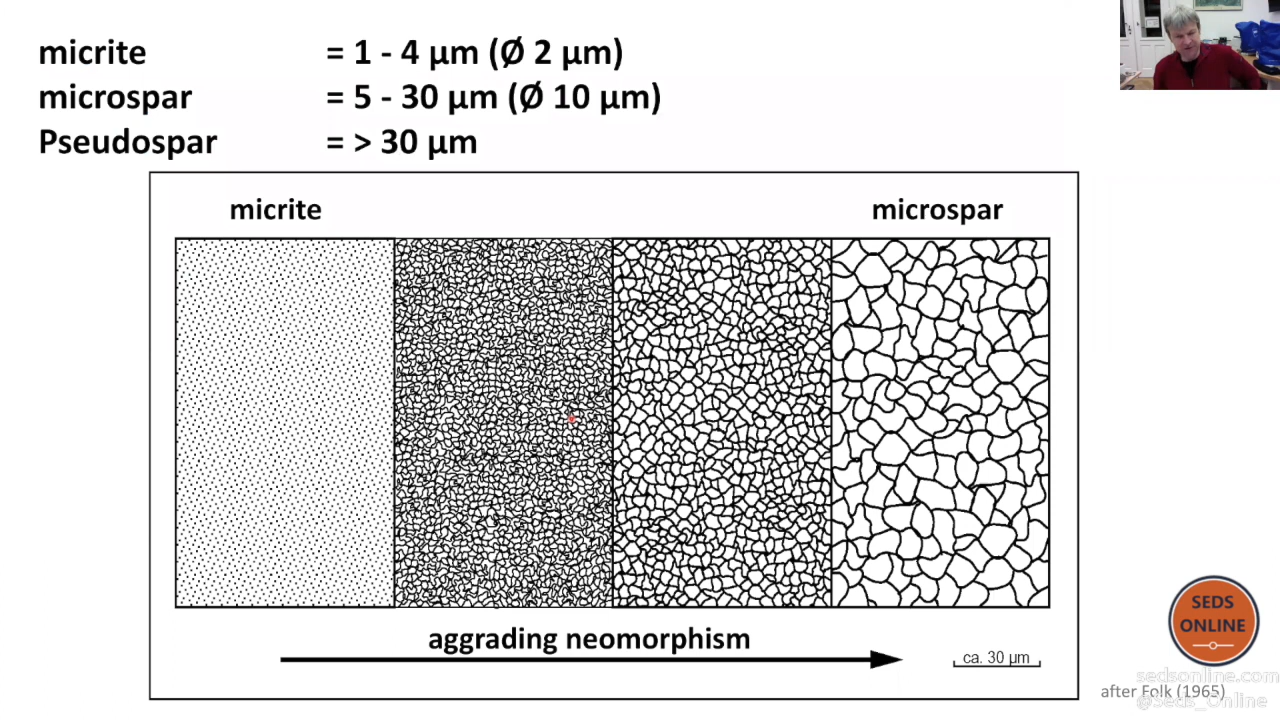 micrite = 1 - 4 µm (Ø 2 µm)
microspar = 5 - 30 µm (Ø 10 µm)
Pseudospar = > 30 µm
micrite microspar
aggrading neomorphism
ca. 30 µm
SEDS
ONLINE
sedsonline.com
after Folk (1965)
@Seds_Online